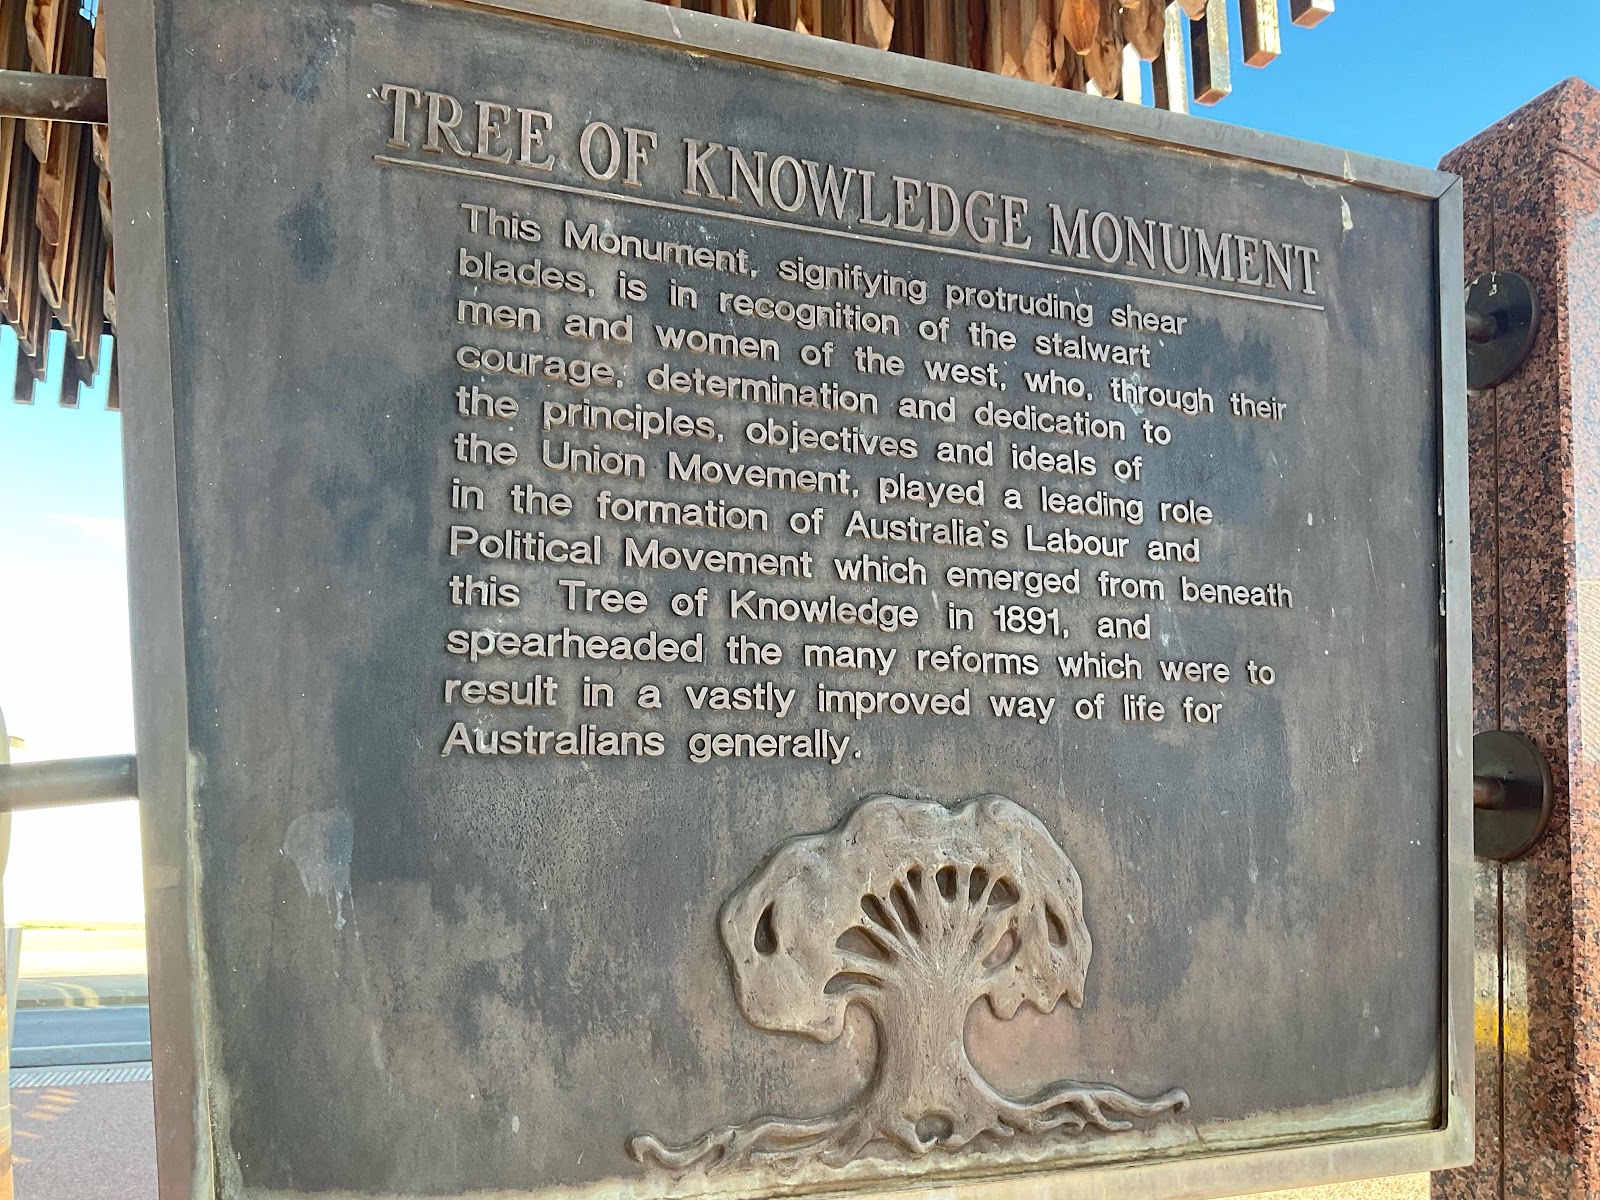 TREE OF KNOWLEDGE MONUMENT
This Monument, signifying protruding shear
blades, is in recognition of the stalwart
men and women of the west, who, through their
courage, determination and dedication to
the principles, objectives and ideals of
the Union Movement, played a leading role
in the formation of Australia's Labour and
Political Movement which emerged from beneath
this Tree of Knowledge in 1891, and
spearheaded the many reforms which were to
result in a vastly improved way of life for
Australians generally.